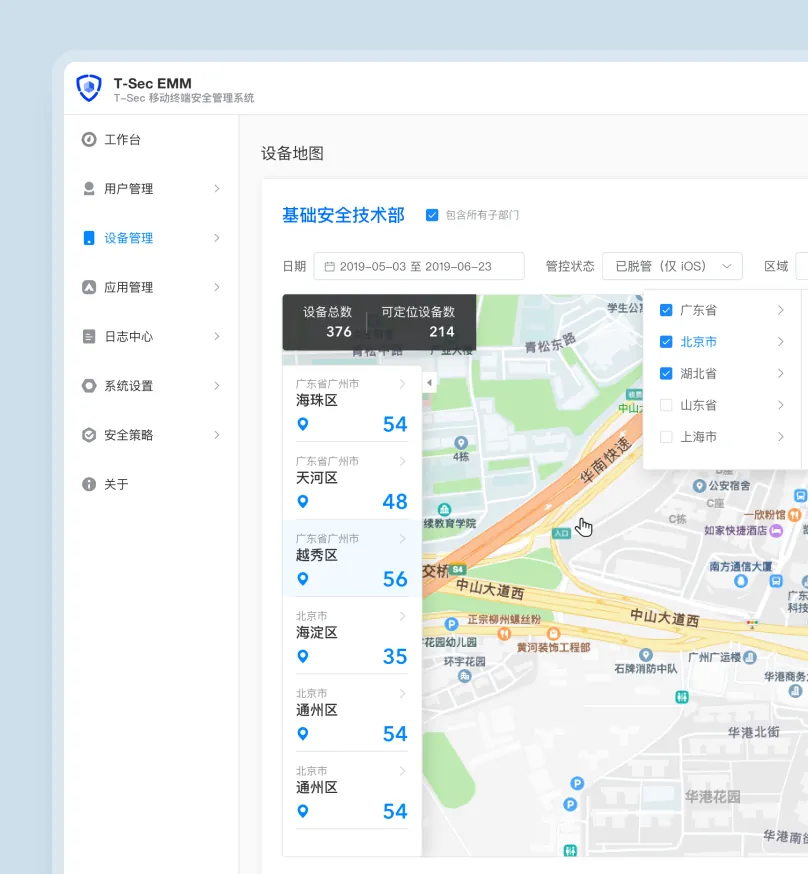 T-Sec EMM
T-Sec 移动终端安全管理系统
工作台
用户管理
设备管理
应用管理
日志中心
系统设置
安全策略
关于
设备地图
基础安全技术部
包含所有子部门
日期
2019-05-03 至 2019-06-23
管控状态
已脱管（仅 iOS）
区域
广东省
北京市
湖北省
山东省
上海市
设备总数
376
可定位设备数
214
广东省广州市
海珠区
54
广东省广州市
天河区
48
广东省广州市
越秀区
56
北京市
海淀区
35
北京市
通州区
54
北京市
通州区
54
学生公
青松东路
青松中路
中山
4栋
华南快速
公安宿舍
C座
C栋
一欣粉馆
如家快捷酒店
续教育学院
入口
南方通信大厦
交桥
S4
中山大道西
中山大道西
广东
科技
正宗柳州螺丝粉
花园幼儿园
黄河装饰工程部
环宇花园
石牌消防中队
广州广运楼
华港商务
华港北街
P
P
P
华港花园
华港南街